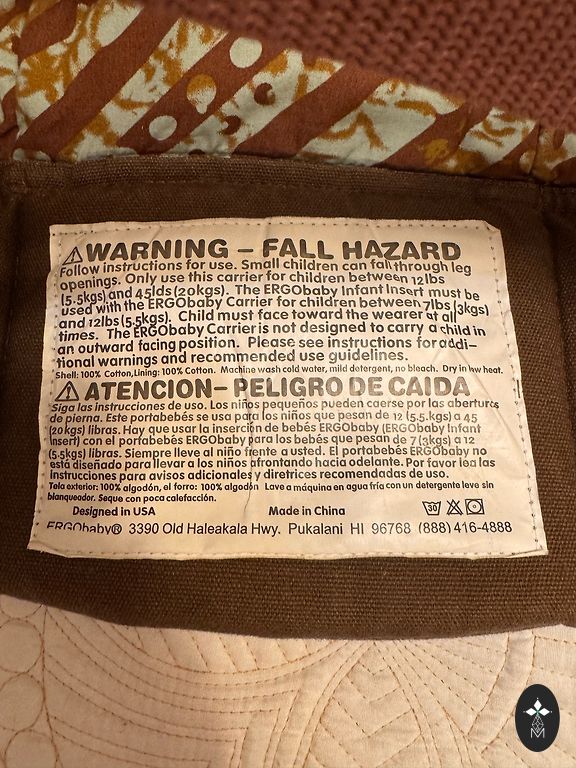 ⚠WARNING – FALL HAZARD
Follow instructions for use. Small children can fall through leg
openings. Only use this carrier for children between 12lbs
(5.5kgs) and 45lds (20kgs). The ERGObaby Infant Insert must be
used with the ERGObaby Carrier for children between 7lbs (3kgs)
and 12lbs (5.5kgs). Child must face toward the wearer at all
times. The ERGObaby Carrier is not designed to carry a child in
an outward facing position. Please see instructions for addi-
tional warnings and recommended use guidelines.
Shell: 100% Cotton, Lining: 100% Cotton. Machine wash cold water, mild detergent, no bleach. Dry in low heat.
⚠ATENCION– PELIGRO DE CAIDA
Siga las instrucciones de uso. Los niños pequeños pueden caerse por las aberturas
de pierna. Este portabebés se usa para los niños que pesan de 12 (5.5kgs) a 45
(20kgs) libras. Hay que usar la inserción de bebés ERGObaby (ERGObaby Infant
Insert) con el portabebés ERGObaby para los bebés que pesan de 7 (3kgs) a 12
(5.5kgs) libras. Siempre lleve al niño frente a usted. El portabebés ERGObaby no
está diseñado para llevar a los niños afrontando hacia adelante. Por favor lea las
instrucciones para avisos adicionales y diretrices recomendadas de uso.
Tela exterior: 100% algodón, el forro: 100% algodón Lave a máquina en agua fría con un detergente leve sin
blanqueador. Seque con poca calefacción.
Designed in USA Made in China 30
ERGObaby® 3390 Old Haleakala Hwy. Pukalani HI 96768 (888) 416-4888
M